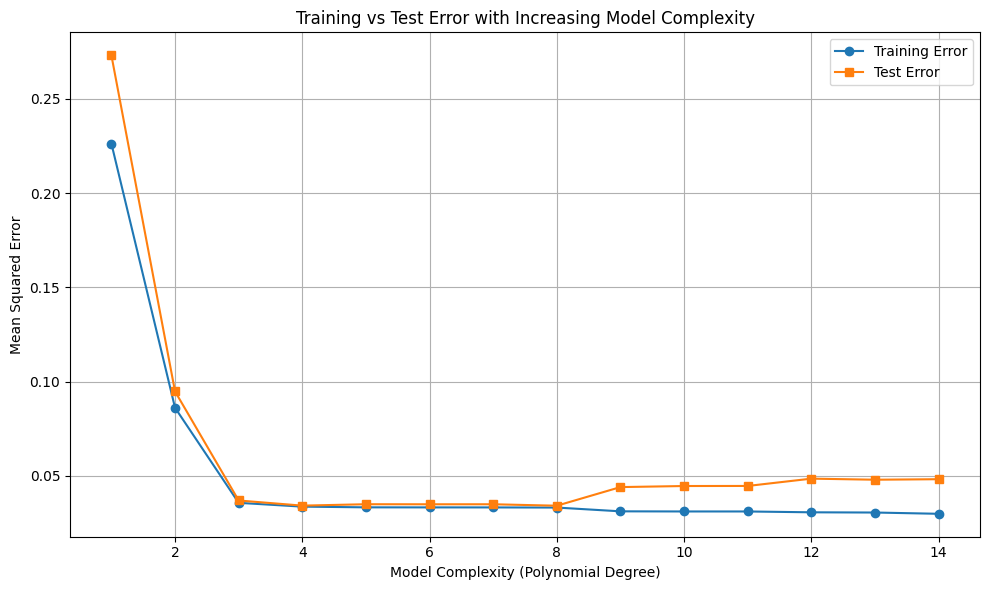 Training vs Test Error with Increasing Model Complexity
Training Error
Test Error
Mean Squared Error
0.25
0.20
0.15
0.10
0.05
2 4 6 8 10 12 14
Model Complexity (Polynomial Degree)